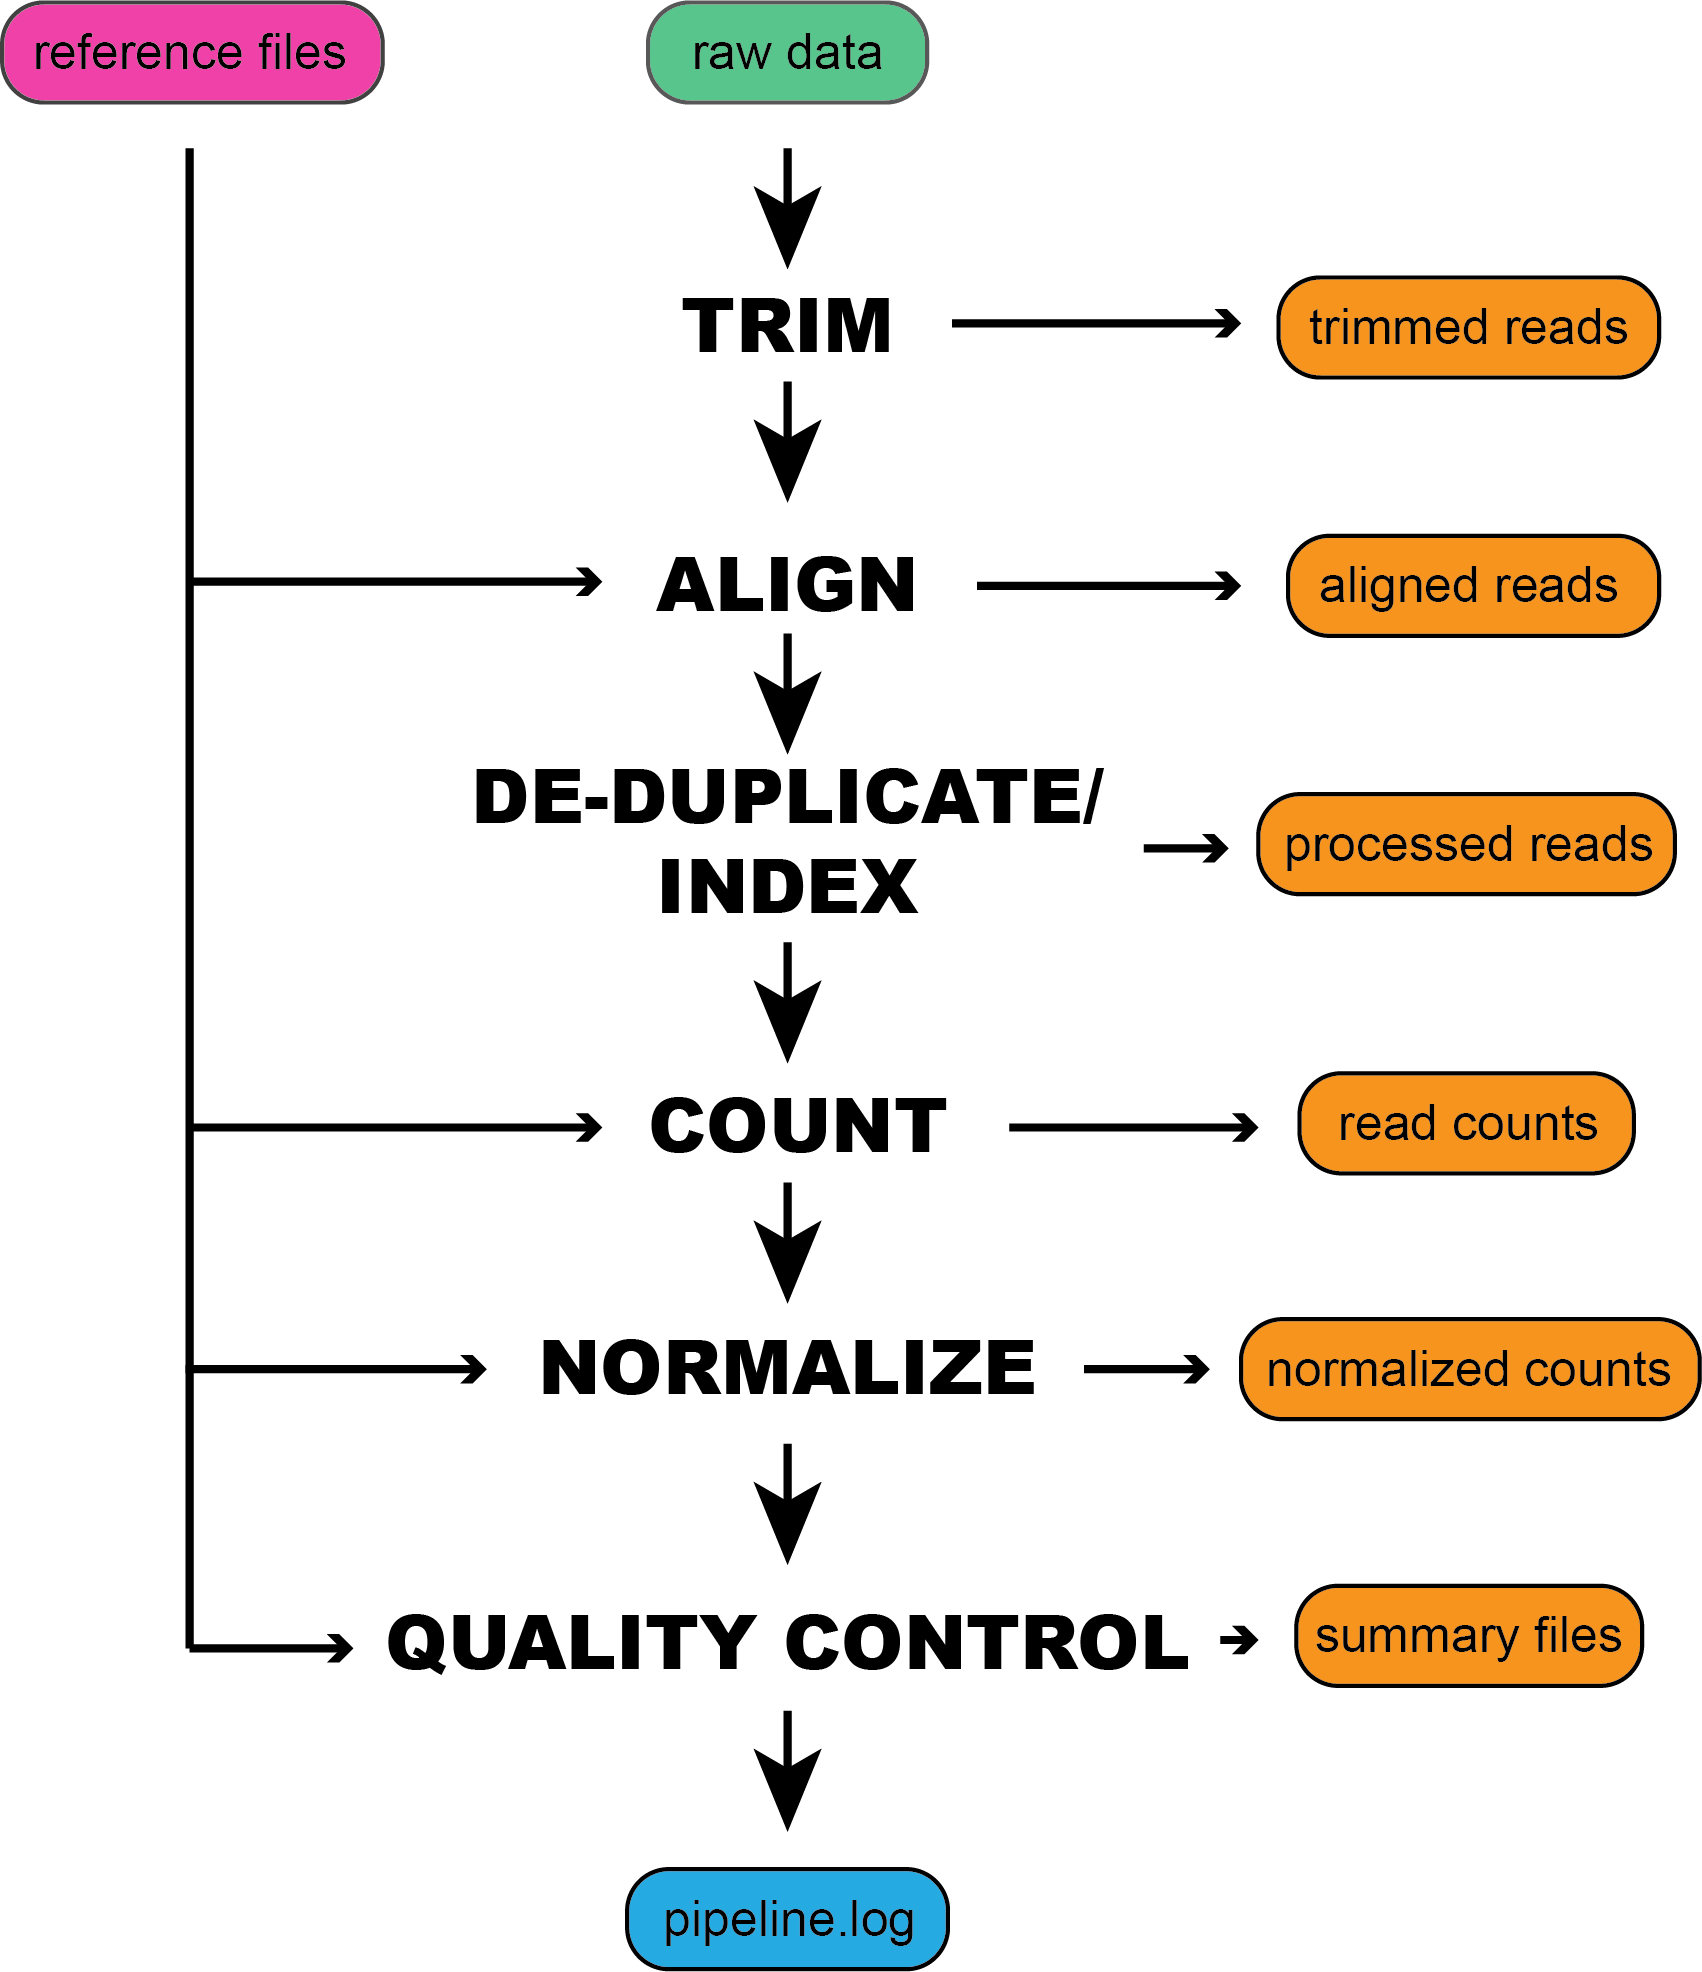 reference files
raw data
TRIM
trimmed reads
ALIGN
aligned reads
DE-DUPLICATE/
INDEX
processed reads
COUNT
read counts
NORMALIZE
normalized counts
QUALITY CONTROL
summary files
pipeline.log